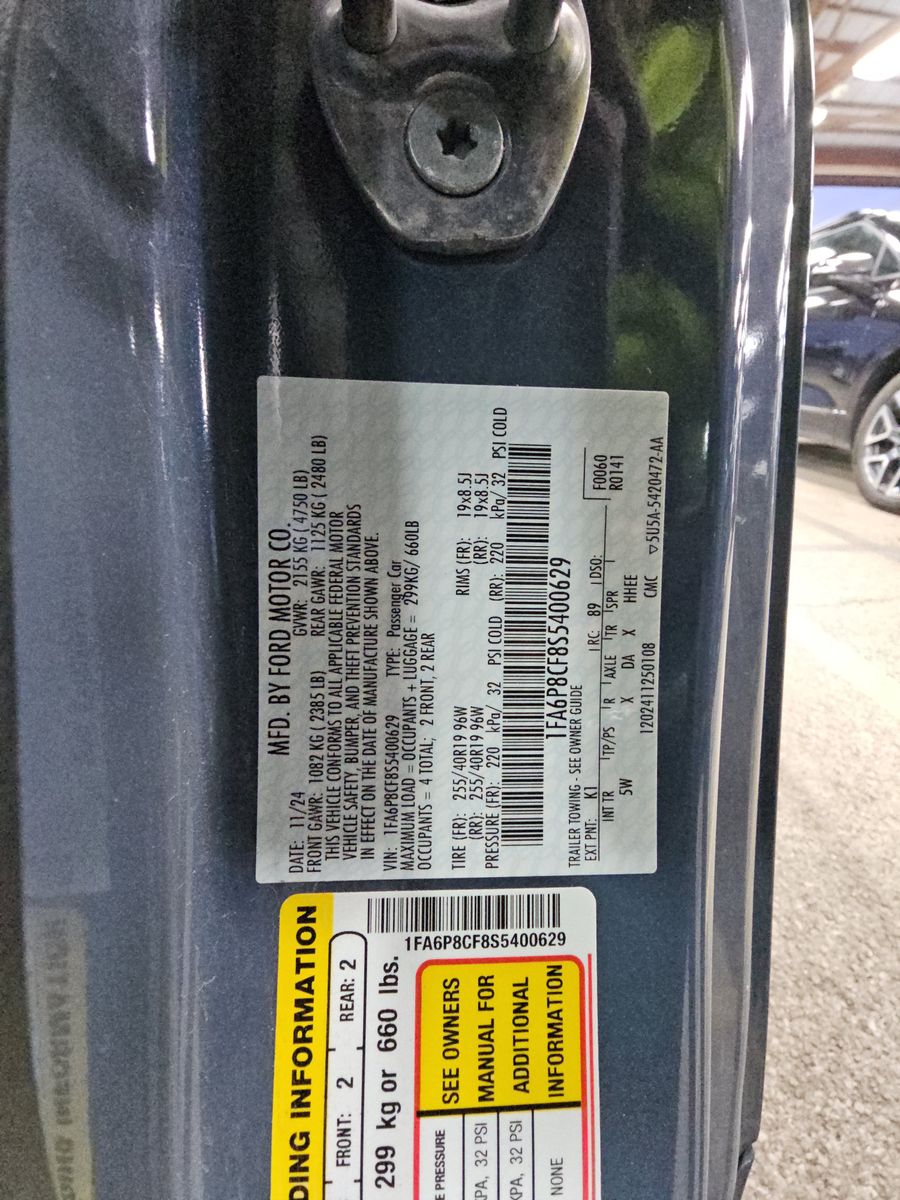 MFD. BY FORD MOTOR CO.
DATE: 11/24 GVWR: 2155 KG ( 4750 LB)
FRONT GAWR: 1082 KG ( 2385 LB) REAR GAWR: 1125 KG ( 2480 LB)
THIS VEHICLE CONFORMS TO ALL APPLICABLE FEDERAL MOTOR
VEHICLE SAFETY, BUMPER, AND THEFT PREVENTION STANDARDS
IN EFFECT ON THE DATE OF MANUFACTURE SHOWN ABOVE.
VIN: 1FA6P8CF8S5400629 TYPE: Passenger Car
MAXIMUM LOAD = OCCUPANTS + LUGGAGE = 299KG/ 660LB
OCCUPANTS = 4 TOTAL; 2 FRONT, 2 REAR
TIRE (FR): 255/40R19 96W RIMS (FR): 19x8.5J
(RR): 255/40R19 96W (RR): 19x8.5J
PRESSURE (FR): 220 kPa/ 32 PSI COLD (RR): 220 kPa/ 32 PSI COLD
1FA6P8CF8S5400629
TRAILER TOWING - SEE OWNER GUIDE
EXT PNT: K1 RC: 89 DSO: F0060
R0141
INT TR TP/PS R AXLE TR SPR
5W X DA X HHEE
1202411250108 CMC ▽5U5A-5420472-AA
DING INFORMATION
1FA6P8CF8S5400629
FRONT: 2 REAR: 2
299 kg or 660 lbs.
SEE OWNERS
MANUAL FOR
ADDITIONAL
INFORMATION
E PRESSURE
KPA, 32 PSI
KPA, 32 PSI
NONE